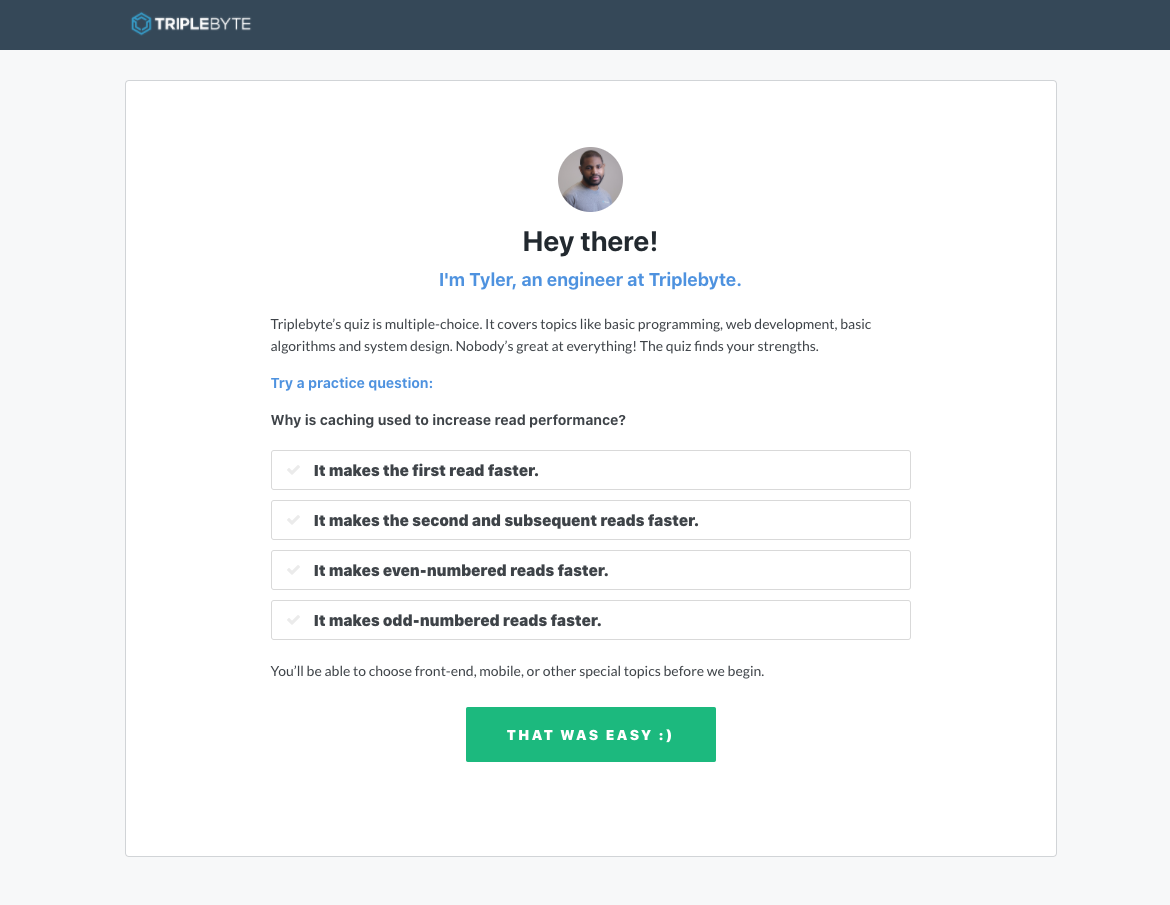 TRIPLEBYTE
Hey there!
I'm Tyler, an engineer at Triplebyte.
Triplebyte’s quiz is multiple-choice. It covers topics like basic programming, web development, basic
algorithms and system design. Nobody’s great at everything! The quiz finds your strengths.
Try a practice question:
Why is caching used to increase read performance?
It makes the first read faster.
It makes the second and subsequent reads faster.
It makes even-numbered reads faster.
It makes odd-numbered reads faster.
You’ll be able to choose front-end, mobile, or other special topics before we begin.
THAT WAS EASY :)